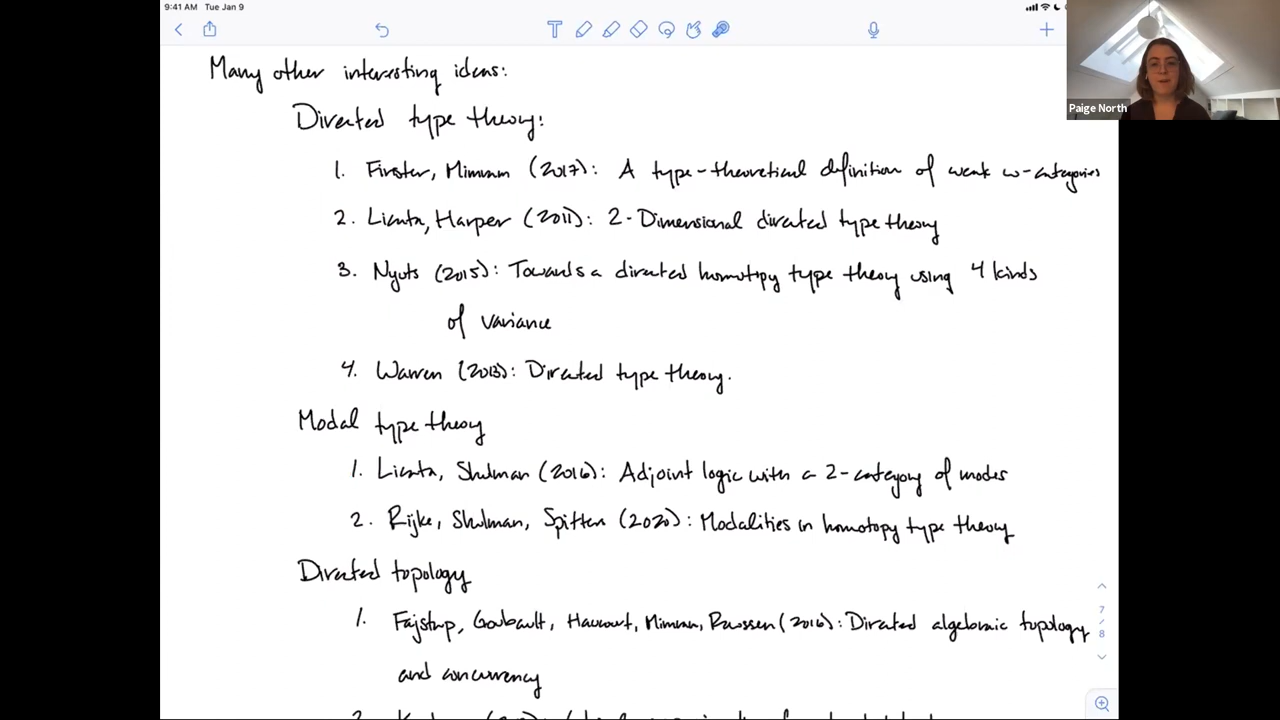 9:41 AM Tue Jan 9
Paige North
Many other interesting ideas:
Directed type theory:
1. Finster, Mimram (2017): A type-theoretical definition of weak ω-categories
2. Licata, Harper (2011): 2-Dimensional directed type theory
3. Nyuts (2015): Towards a directed homotopy type theory using 4 kinds
of variance
4. Warren (2013): Directed type theory.
Modal type theory
1. Licata, Shulman (2016): Adjoint logic with a 2-category of modes
2. Rijke, Shulman, Spitters (2020): Modalities in homotopy type theory
Directed topology
1. Fajstrup, Goubault, Haucourt, Mimram, Raussen (2016): Directed algebraic topology
and concurrency
7
/
8